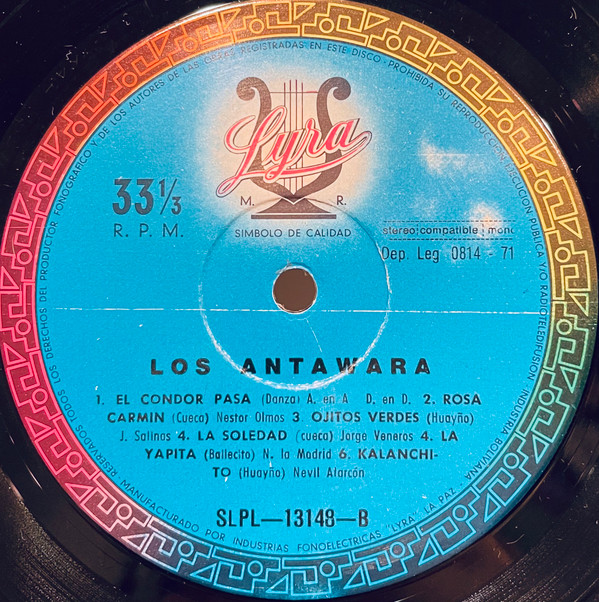 RESERVADOS TODOS LOS DERECHOS DEL PRODUCTOR FONOGRAFICO Y DE LOS AUTORES DE LAS OBRAS REGISTRADAS EN ESTE DISCO - PROHIBIDA SU REPRODUCCION EJECUCION PUBLICA Y/O RADIOTELEDIFUSION INDUSTRIA BOLIVIANA
Lyra
33⅓
R. P. M.
M. R.
SIMBOLO DE CALIDAD
stereo compatible mono
Dep. Leg 0814 - 71
LOS ANTAWARA
1. EL CONDOR PASA (Danza) A. en A D. en D. 2. ROSA
CARMIN (Cueca) Nestor Olmos 3. OJITOS VERDES (Huayño)
J. Salinas 4. LA SOLEDAD (cueca) Jorge Veneros 4. LA
YAPITA (Bailecito) N. la Madrid 6. KALANCHI-
TO (Huayño) Nevil Alarcón
SLPL—13148—B
MANUFACTURADO POR INDUSTRIAS FONOELECTRICAS "LYRA" LA PAZ